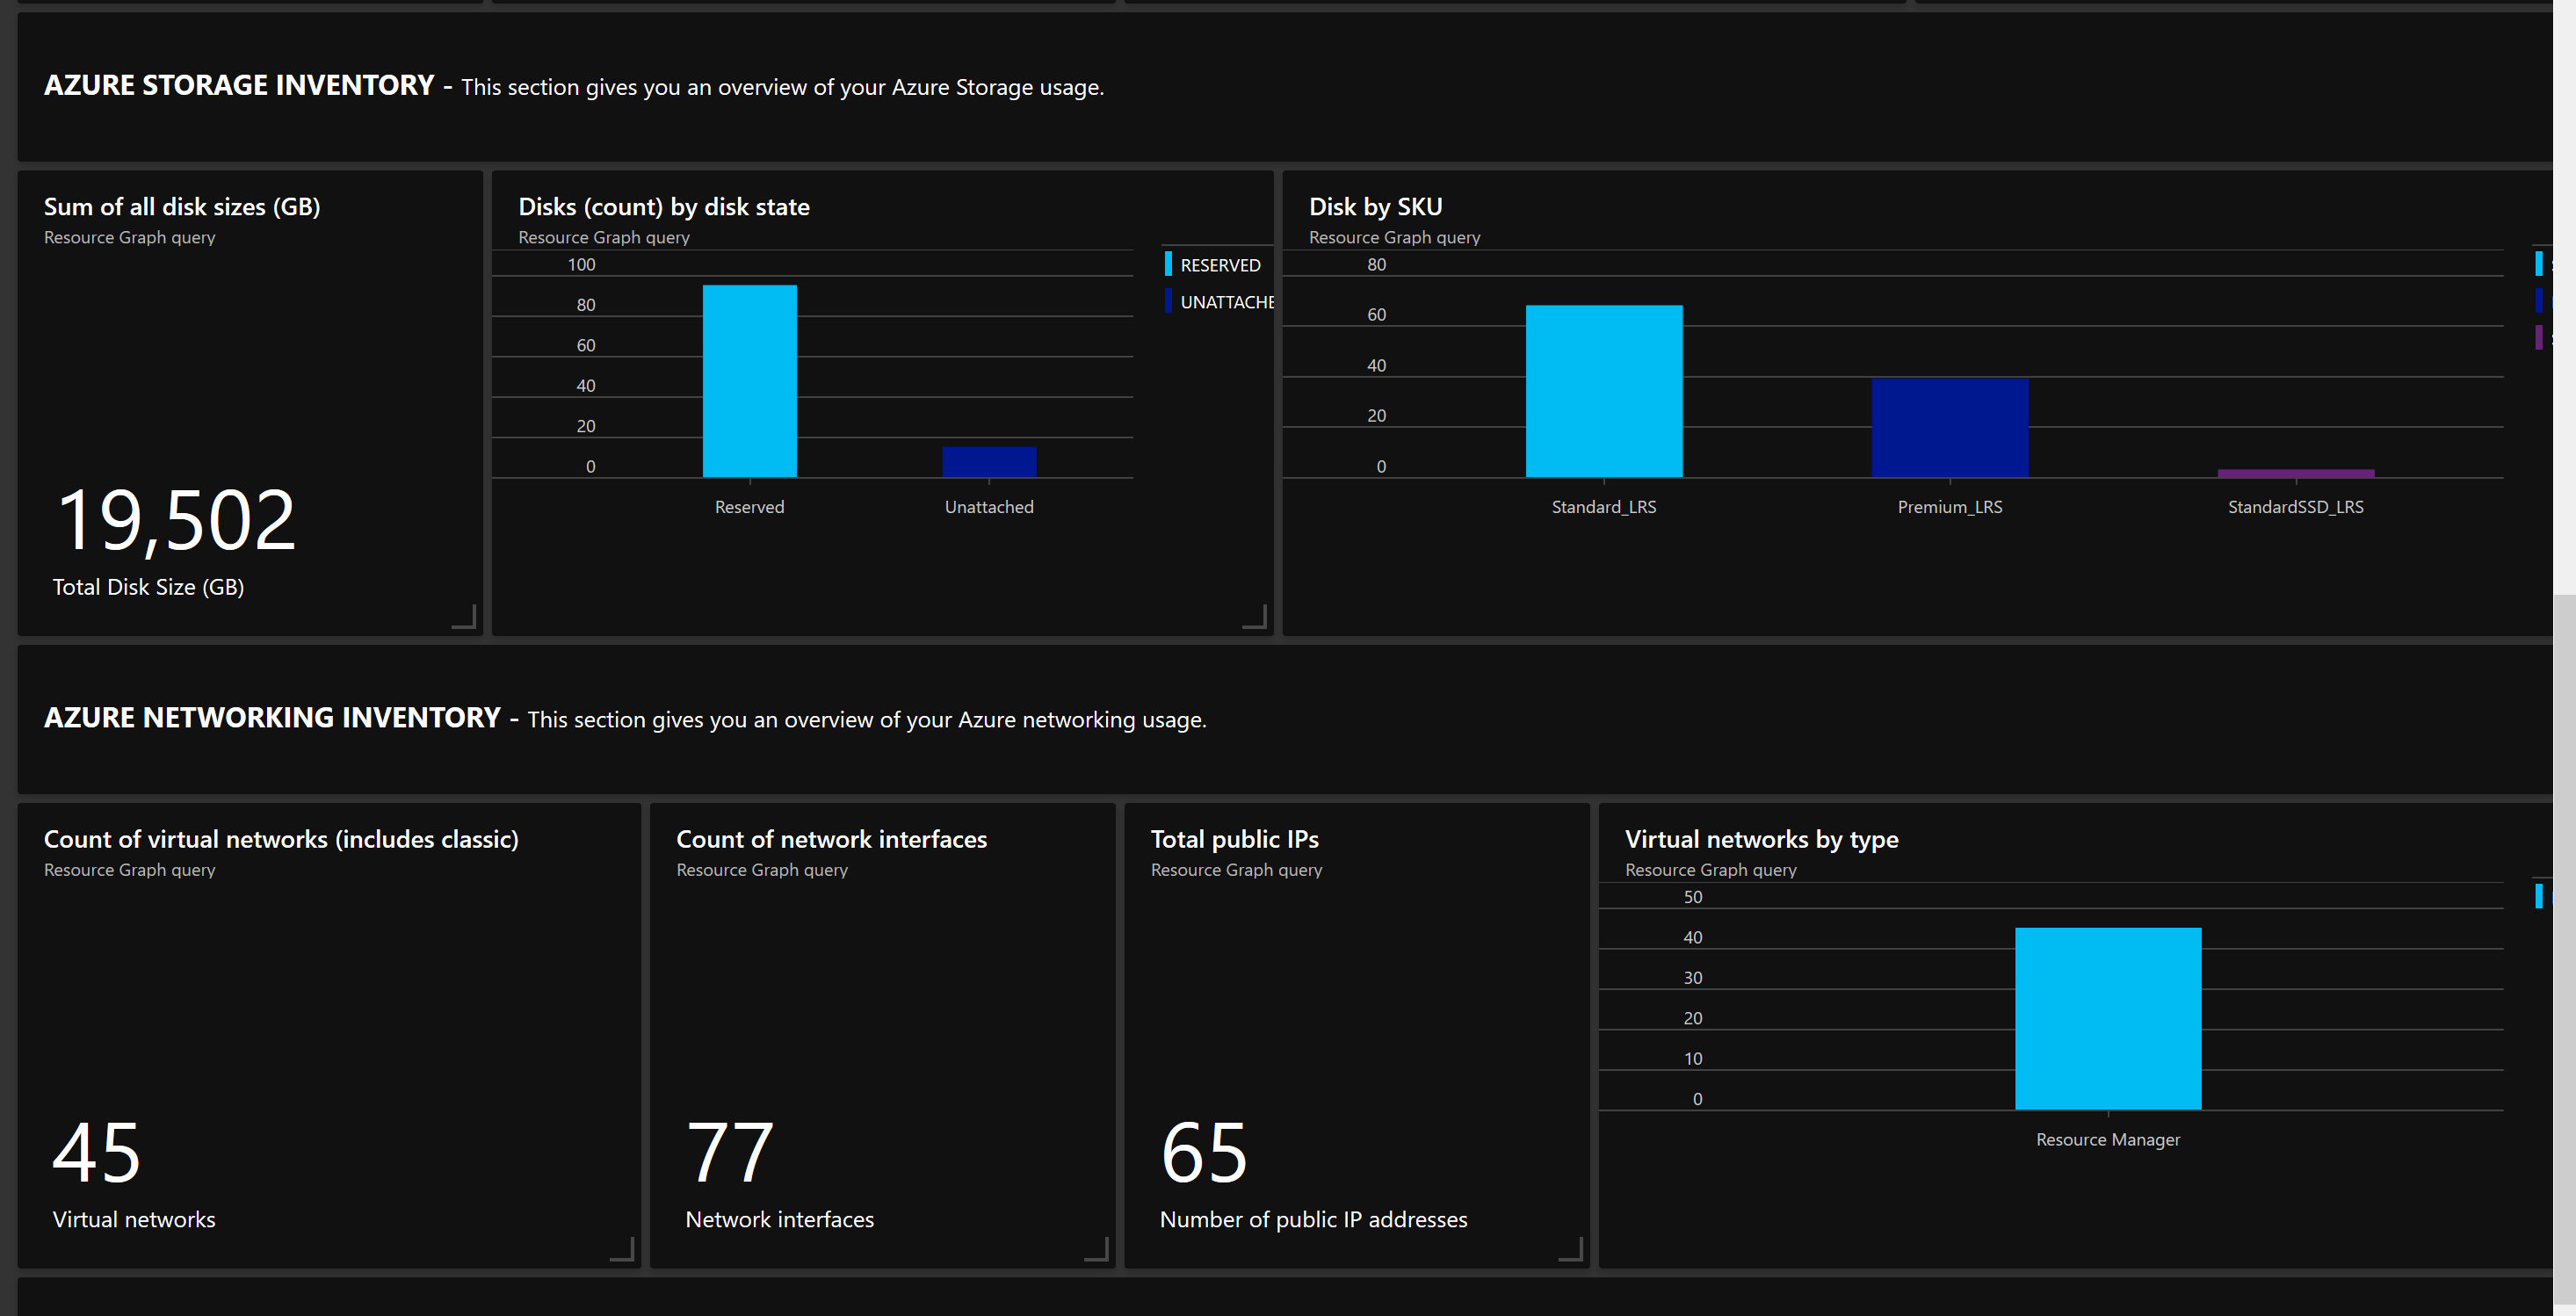 AZURE STORAGE INVENTORY - This section gives you an overview of your Azure Storage usage.
Sum of all disk sizes (GB)
Resource Graph query
19,502
Total Disk Size (GB)
Disks (count) by disk state
Resource Graph query
100
80
60
40
20
0
Reserved
Unattached
RESERVED
UNATTACHE
Disk by SKU
Resource Graph query
80
60
40
20
0
Standard_LRS
Premium_LRS
StandardSSD_LRS
AZURE NETWORKING INVENTORY - This section gives you an overview of your Azure networking usage.
Count of virtual networks (includes classic)
Resource Graph query
45
Virtual networks
Count of network interfaces
Resource Graph query
77
Network interfaces
Total public IPs
Resource Graph query
65
Number of public IP addresses
Virtual networks by type
Resource Graph query
50
40
30
20
10
0
Resource Manager